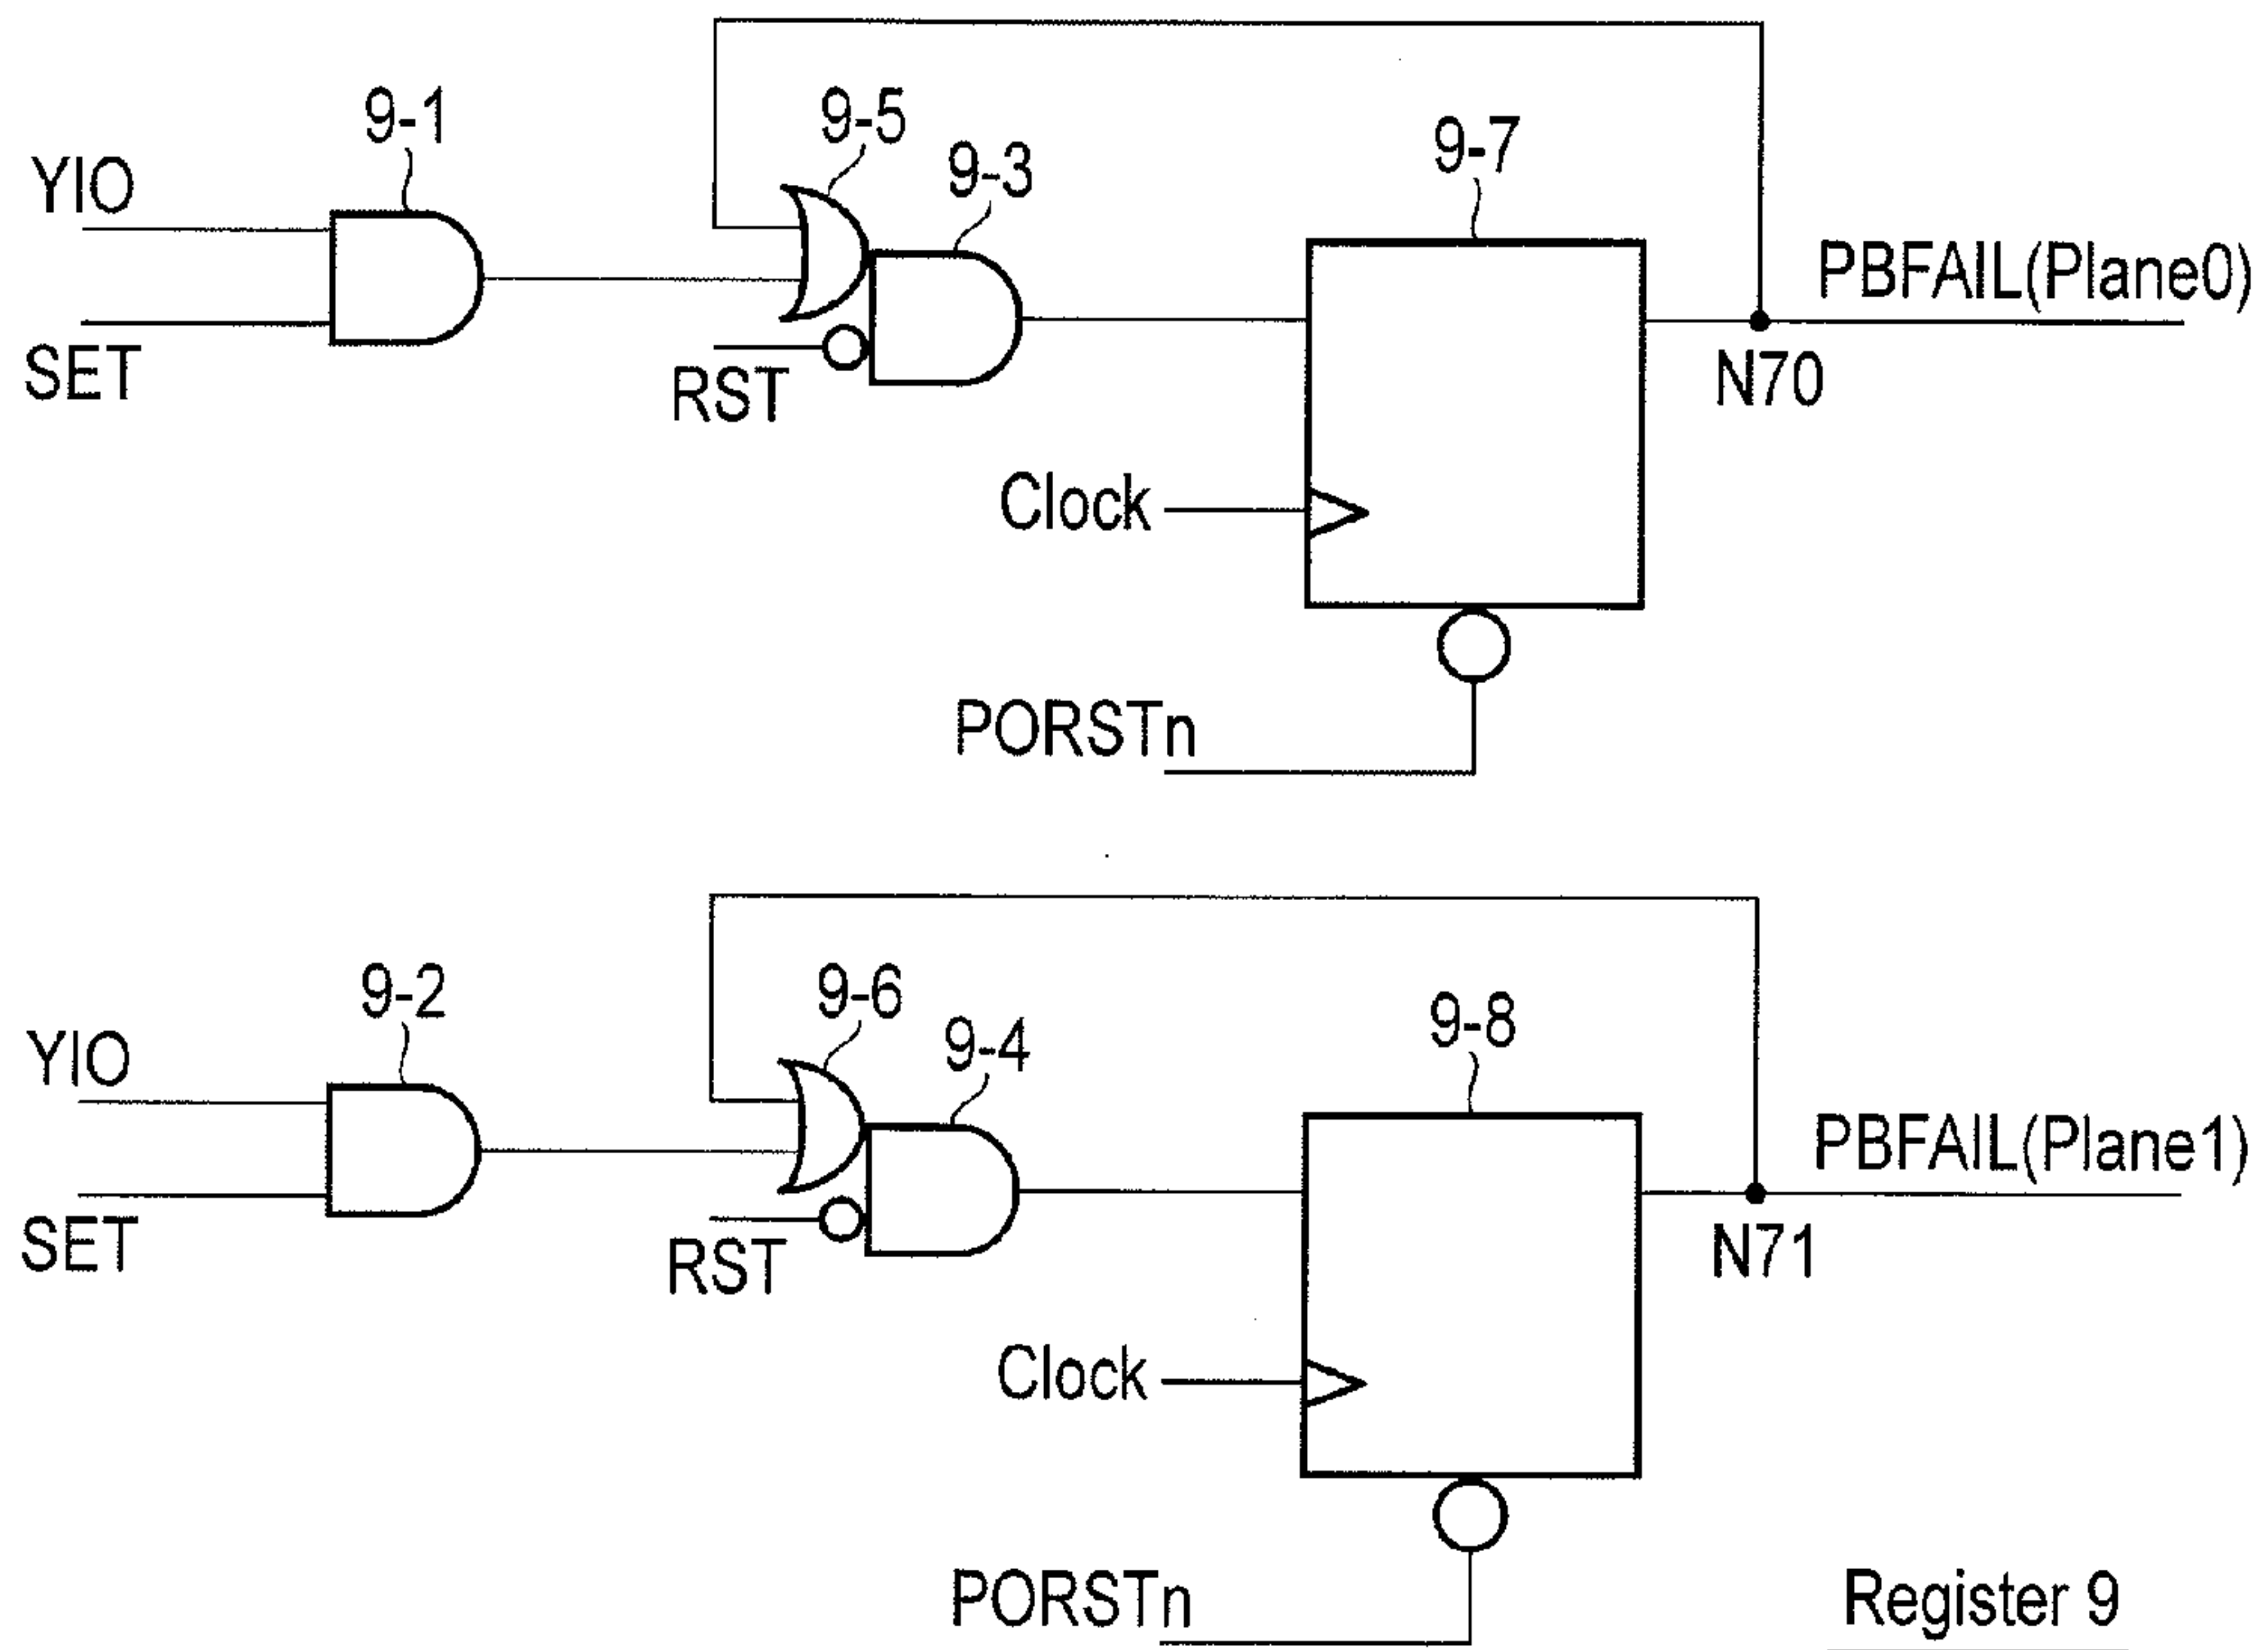 9-1
9-5
9-3
9-7
YIO
SET
RST
PBFAIL(Plane0)
N70
Clock
PORSTn
9-2
9-6
9-4
9-8
YIO
SET
RST
PBFAIL(Plane1)
N71
Clock
PORSTn
Register 9